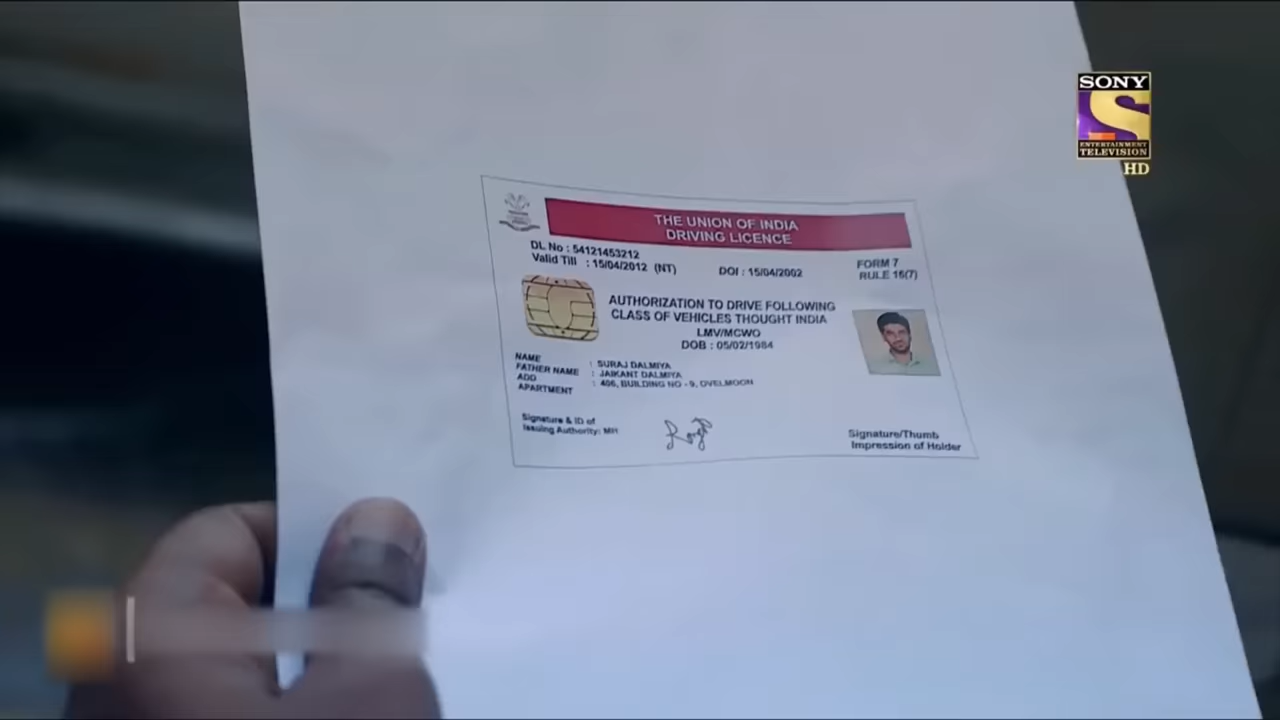 SONY
ENTERTAINMENT
TELEVISION
HD
THE UNION OF INDIA
DRIVING LICENCE
DL No : 54121453212
Valid Till : 15/04/2012 (NT)
DOI : 15/04/2002
FORM 7
RULE 16(7)
AUTHORIZATION TO DRIVE FOLLOWING
CLASS OF VEHICLES THOUGHT INDIA
LMV/MCWO
DOB : 05/02/1984
NAME : SURAJ DALMIYA
FATHER NAME : JAIKANT DALMIYA
ADD : 406, BUILDING NO - 9, OVELMOON
APARTMENT
Signature & ID of
Issuing Authority: MH
Signature/Thumb
Impression of Holder